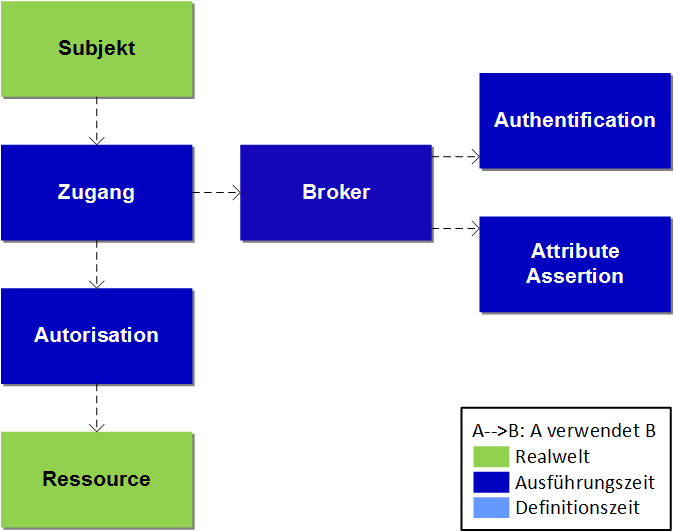 Subjekt
Zugang
Broker
Authentification
Attribute
Assertion
Autorisation
Ressource
A-->B: A verwendet B
Realwelt
Ausführungszeit
Definitionszeit